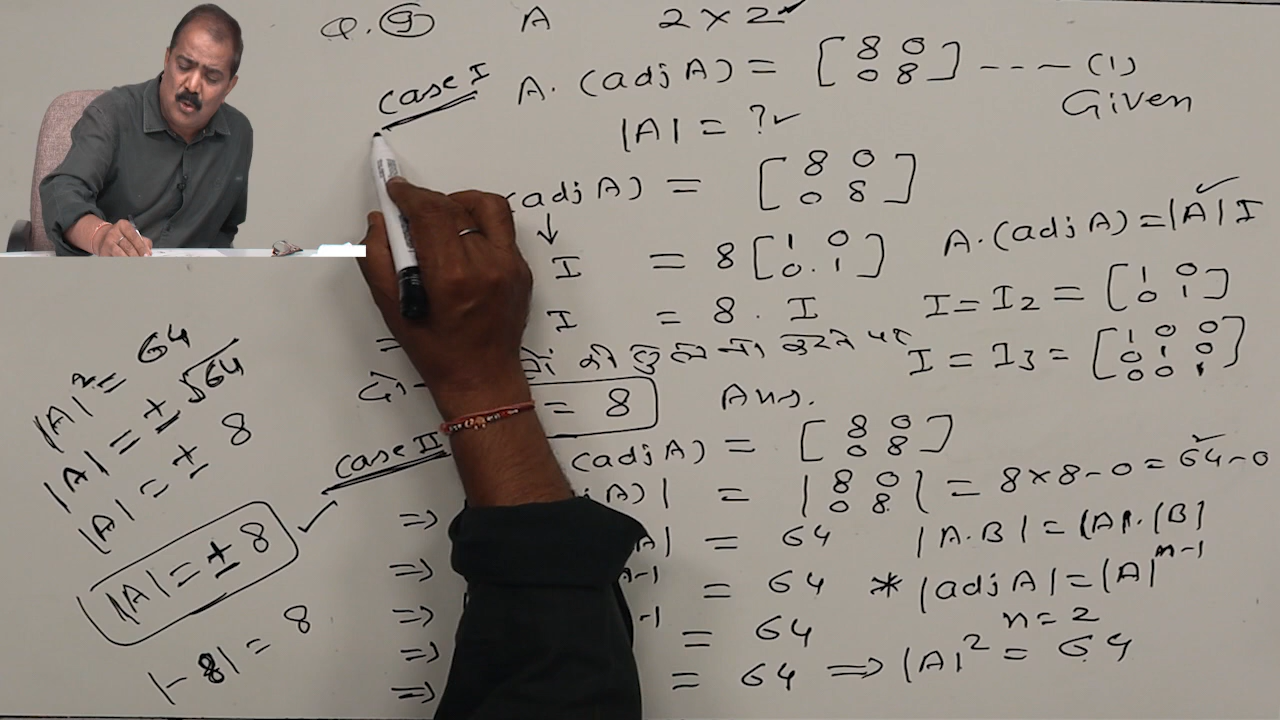 Q. 9 A 2×2 ✓
Case I A. (adj A) = [8 0 0 8] ---- (1)
Given
|A| = ? ✓
(adj A) = [8 0 0 8]
A. (adj A) = |A| I
I = 8 [1 0 0 1]
I = I2 = [1 0 0 1]
I = 8 . I
I = I3 = [1 0 0 0 1 0 0 0 1]
= 8 Ans.
Case II (adj A) = [8 0 0 8]
⇒ A)| = |8 0 0 8| = 8×8-0 = 64-0
⇒ A| = 64 |A.B| = |A|.|B|
⇒ n-1 = 64 * |adj A| = |A|^n-1
n = 2
⇒ -1 = 64
⇒ = 64 ⇒ |A|² = 64
|A|² = 64
|A| = ± √64
|A| = ± 8
|A| = ± 8
|-8| = 8